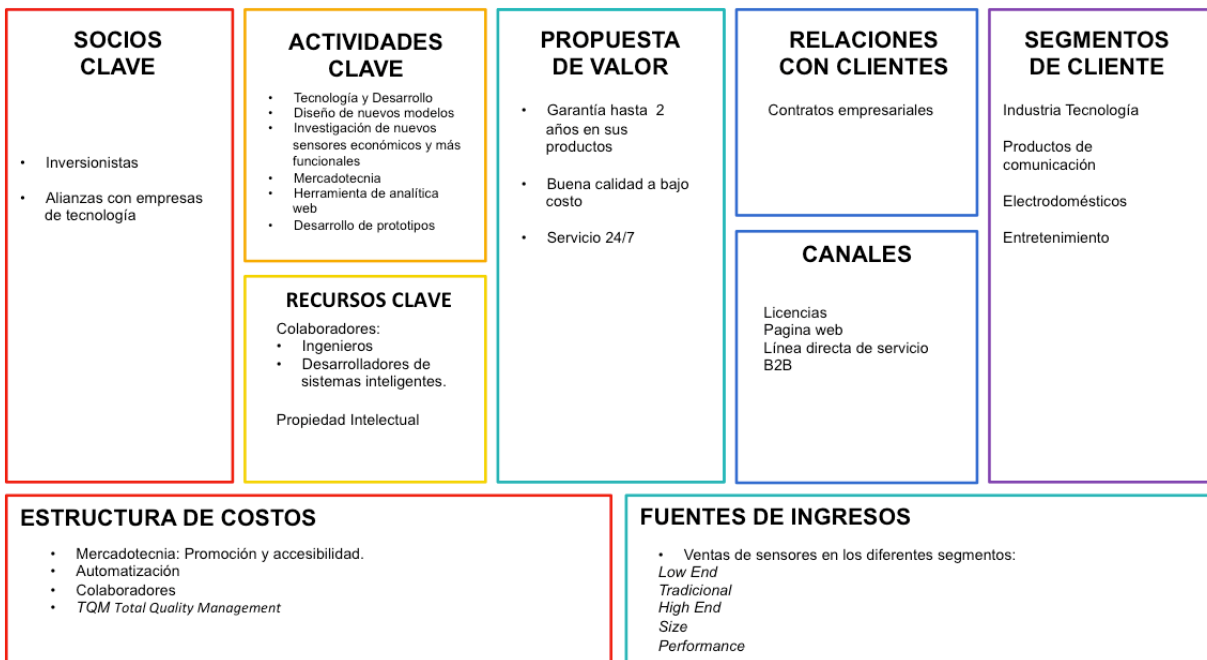 SOCIOS
CLAVE
• Inversionistas
• Alianzas con empresas
de tecnología
ACTIVIDADES
CLAVE
• Tecnología y Desarrollo
• Diseño de nuevos modelos
• Investigación de nuevos
sensores económicos y más
funcionales
• Mercadotecnia
• Herramienta de analítica
web
• Desarrollo de prototipos
RECURSOS CLAVE
Colaboradores:
• Ingenieros
• Desarrolladores de
sistemas inteligentes.
Propiedad Intelectual
PROPUESTA
DE VALOR
• Garantía hasta 2
años en sus
productos
• Buena calidad a bajo
costo
• Servicio 24/7
RELACIONES
CON CLIENTES
Contratos empresariales
CANALES
Licencias
Pagina web
Línea directa de servicio
B2B
SEGMENTOS
DE CLIENTE
Industria Tecnología
Productos de
comunicación
Electrodomésticos
Entretenimiento
ESTRUCTURA DE COSTOS
• Mercadotecnia: Promoción y accesibilidad.
• Automatización
• Colaboradores
• TQM Total Quality Management
FUENTES DE INGRESOS
• Ventas de sensores en los diferentes segmentos:
Low End
Tradicional
High End
Size
Performance